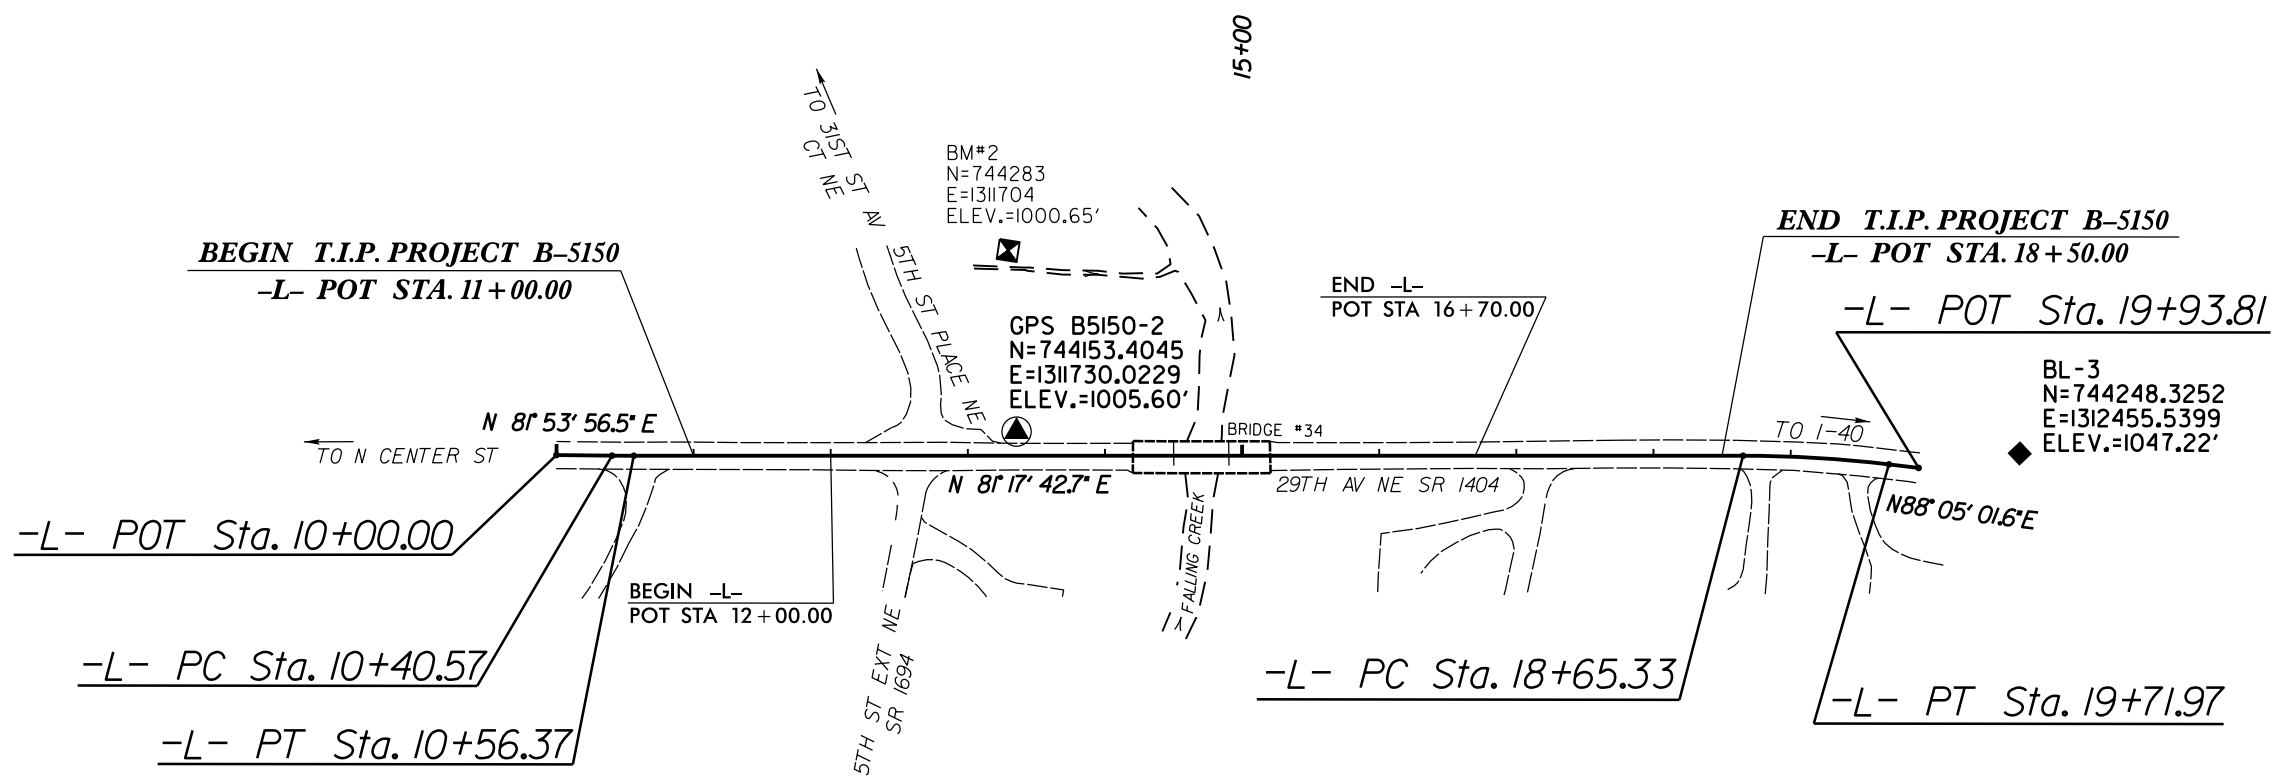 15+00
TO 31ST ST AV
CT NE
BM#2
N=744283
E=1311704
ELEV.=1000.65'
BEGIN T.I.P. PROJECT B-5150
-L- POT STA. 11+00.00
5TH ST PLACE NE
END T.I.P. PROJECT B-5150
-L- POT STA. 18+50.00
END -L-
POT STA 16+70.00
-L- POT Sta. 19+93.81
GPS B5150-2
N=744153.4045
E=1311730.0229
ELEV.=1005.60'
BL-3
N=744248.3252
E=1312455.5399
ELEV.=1047.22'
N 81° 53' 56.5" E
BRIDGE #34
TO I-40
TO N CENTER ST
N 81° 17' 42.7" E
29TH AV NE SR 1404
N88° 05' 01.6"E
-L- POT Sta. 10+00.00
FALLING CREEK
BEGIN -L-
POT STA 12+00.00
5TH ST EXT NE
SR 1694
-L- PC Sta. 10+40.57
-L- PC Sta. 18+65.33
-L- PT Sta. 19+71.97
-L- PT Sta. 10+56.37